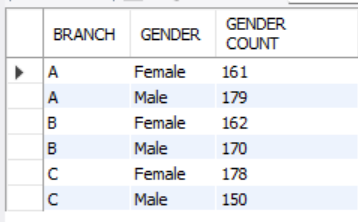 BRANCH GENDER GENDER COUNT
A Female 161
A Male 179
B Female 162
B Male 170
C Female 178
C Male 150